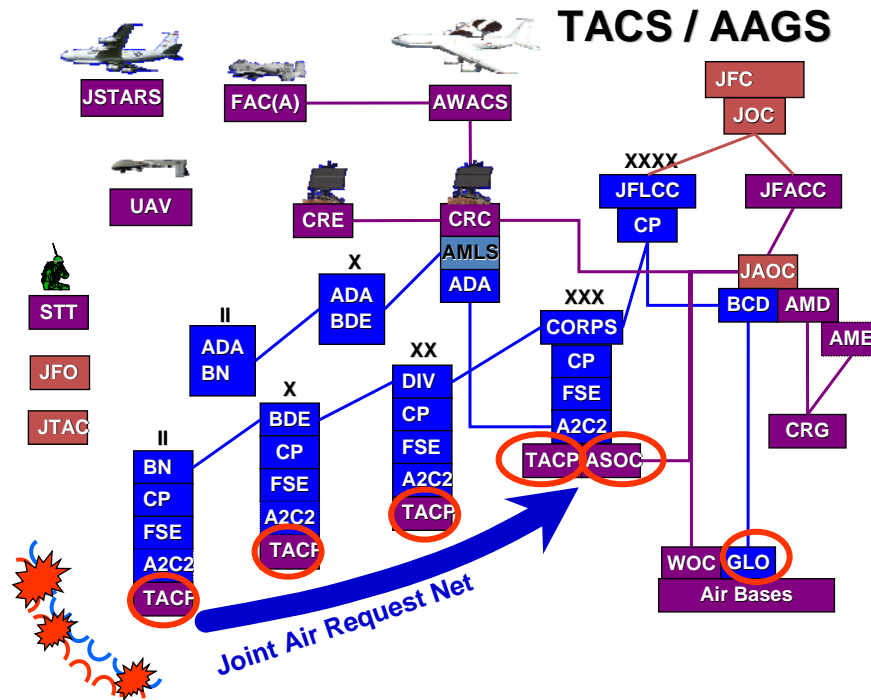 TACS / AAGS
JSTARS
FAC(A)
AWACS
JFC
JOC
XXXX
UAV
CRE
CRC
JFLCC
CP
JFACC
AMLS
ADA
X
ADA
BDE
II
ADA
BN
XXX
CORPS
CP
FSE
A2C2
TACP
ASOC
JAOC
BCD
AMD
AME
CRG
STT
JFO
JTAC
XX
DIV
CP
FSE
A2C2
TACP
X
BDE
CP
FSE
A2C2
TACP
II
BN
CP
FSE
A2C2
TACP
WOC
GLO
Air Bases
Joint Air Request Net